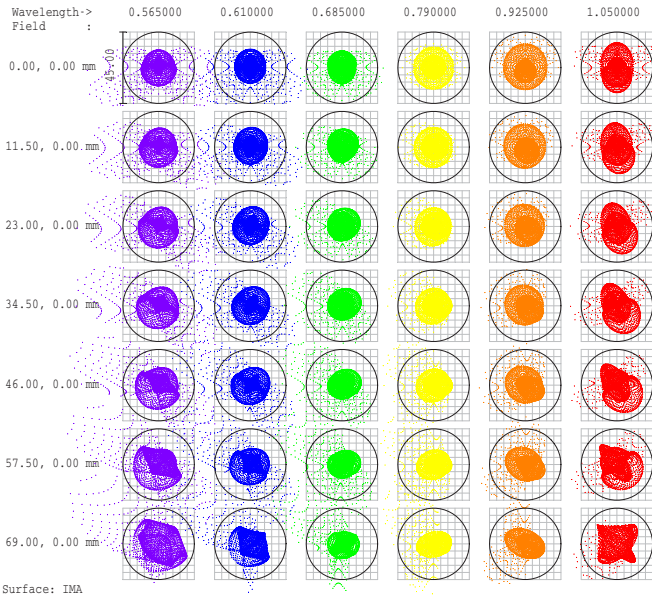 Wavelength-> 0.565000 0.610000 0.685000 0.790000 0.925000 1.050000
Field :
45.00
0.00, 0.00 mm
11.50, 0.00 mm
23.00, 0.00 mm
34.50, 0.00 mm
46.00, 0.00 mm
57.50, 0.00 mm
69.00, 0.00 mm
Surface: IMA